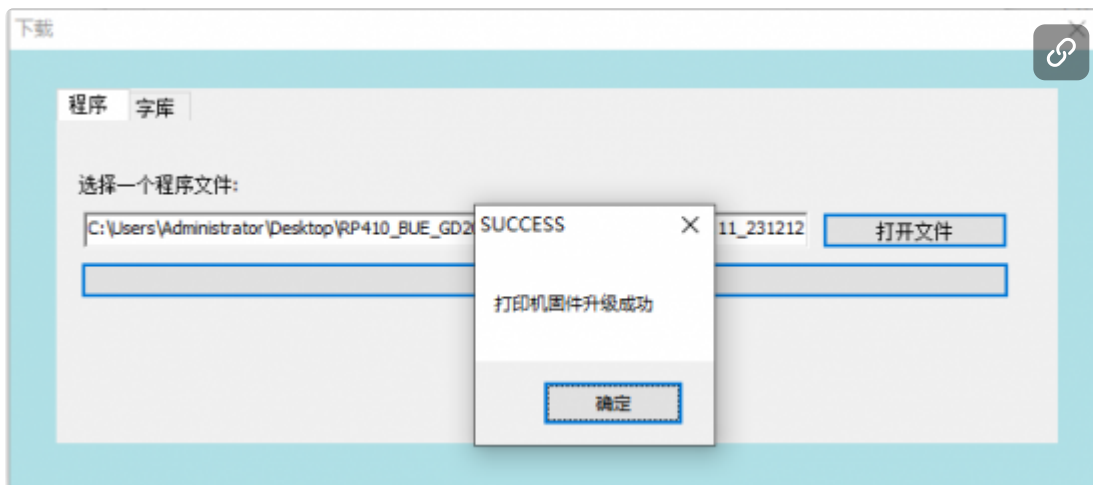 下载
程序 字库
选择一个程序文件:
C:\Users\Administrator\Desktop\RP410_BUE_GD20 11_231212 打开文件
SUCCESS
打印机固件升级成功
确定